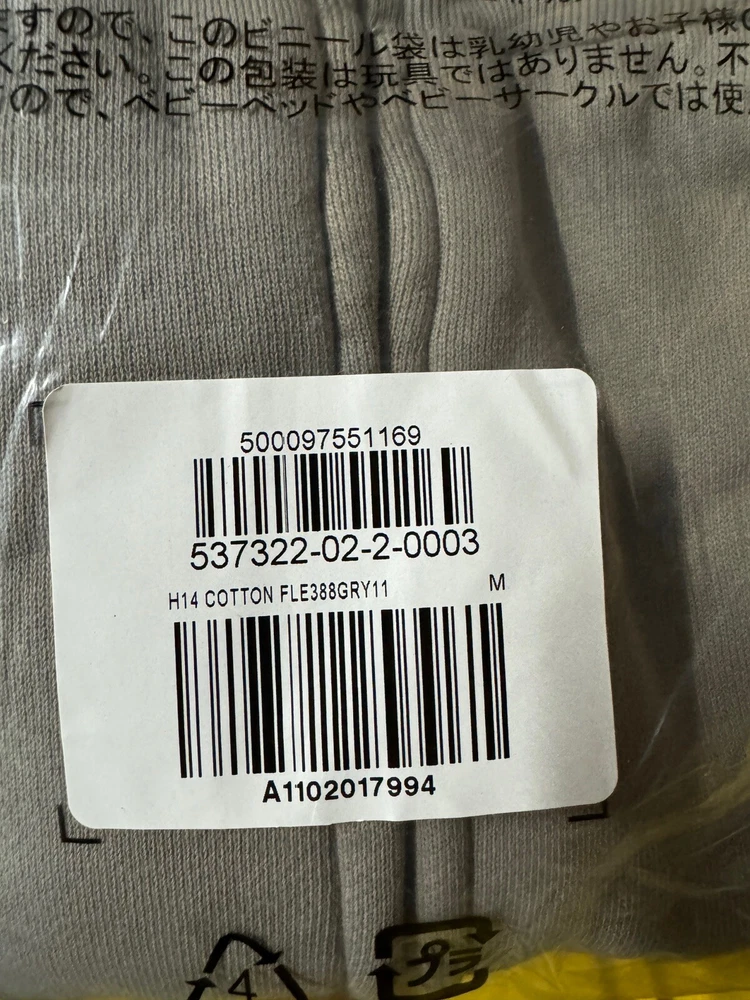 すので、このビニール袋は乳幼児やお子様の
ください。この包装は玩具ではありません。不
ので、ベビーベッドやベビーサークルでは使
500097551169
537322-02-2-0003
H14 COTTON FLE388GRY11 M
A1102017994
4 プラ